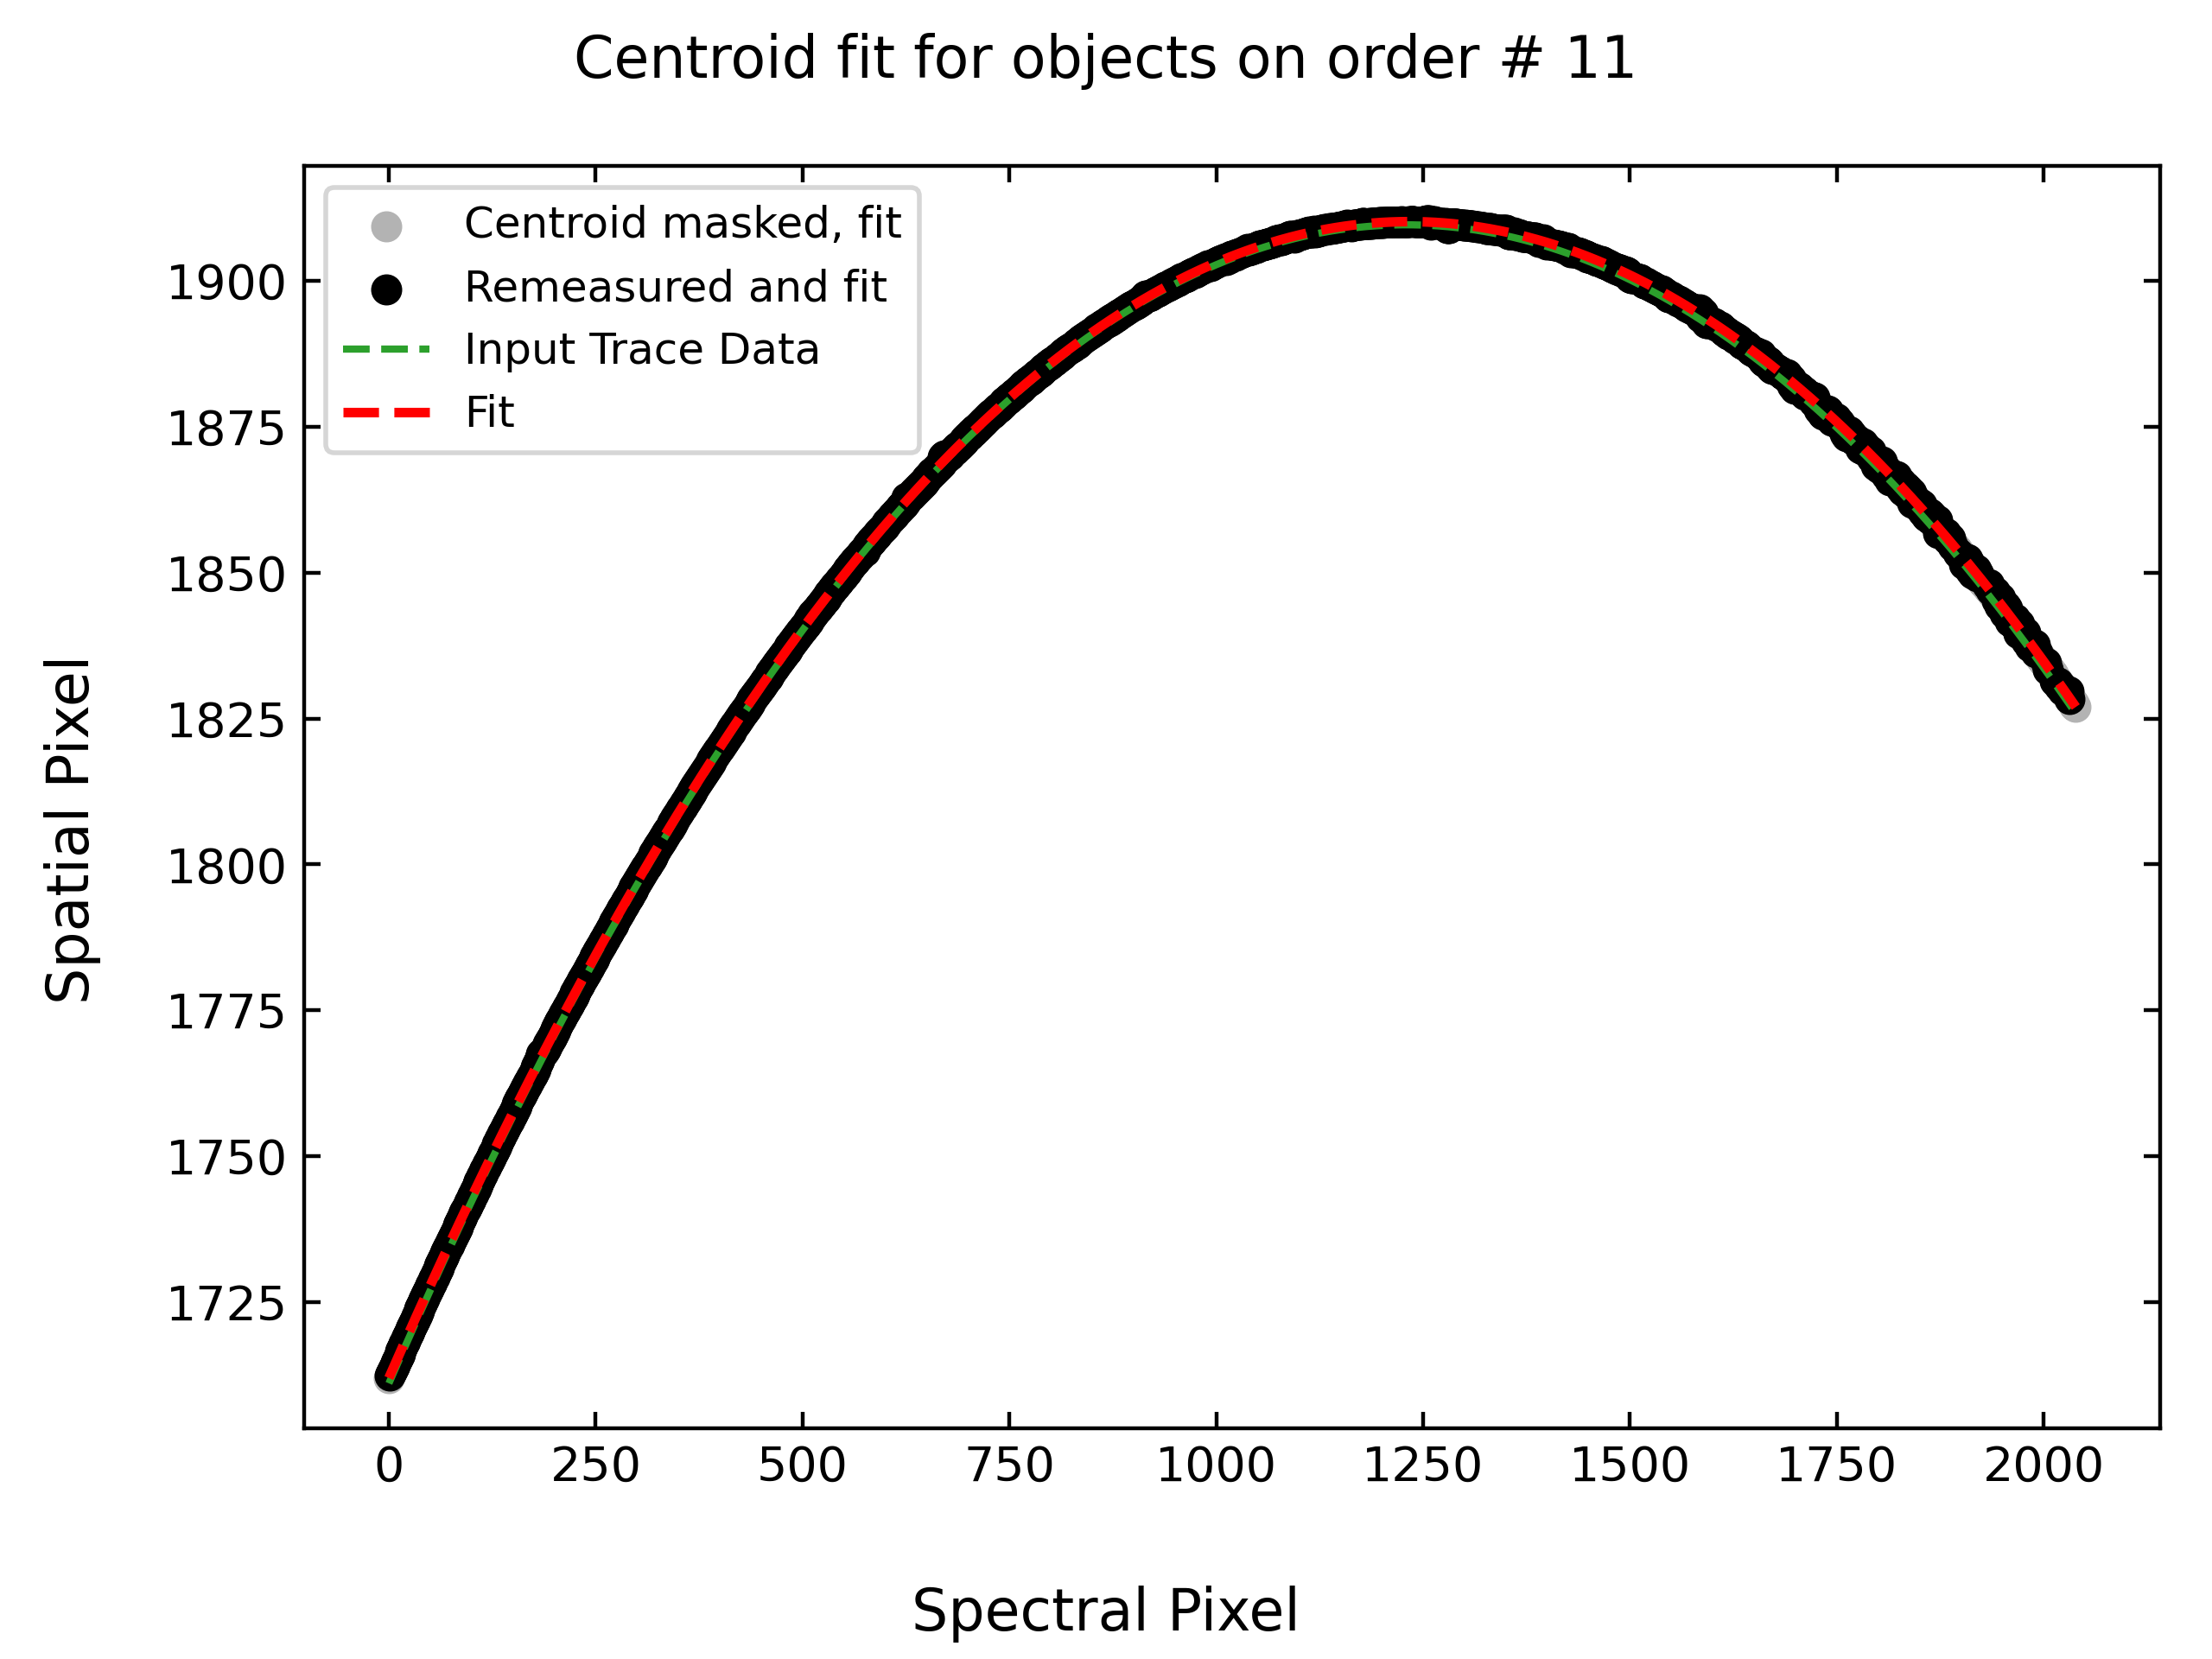 Centroid fit for objects on order # 11
Centroid masked, fit
Remeasured and fit
Input Trace Data
Fit
1900
1875
1850
1825
1800
1775
1750
1725
Spatial Pixel
0 250 500 750 1000 1250 1500 1750 2000
Spectral Pixel